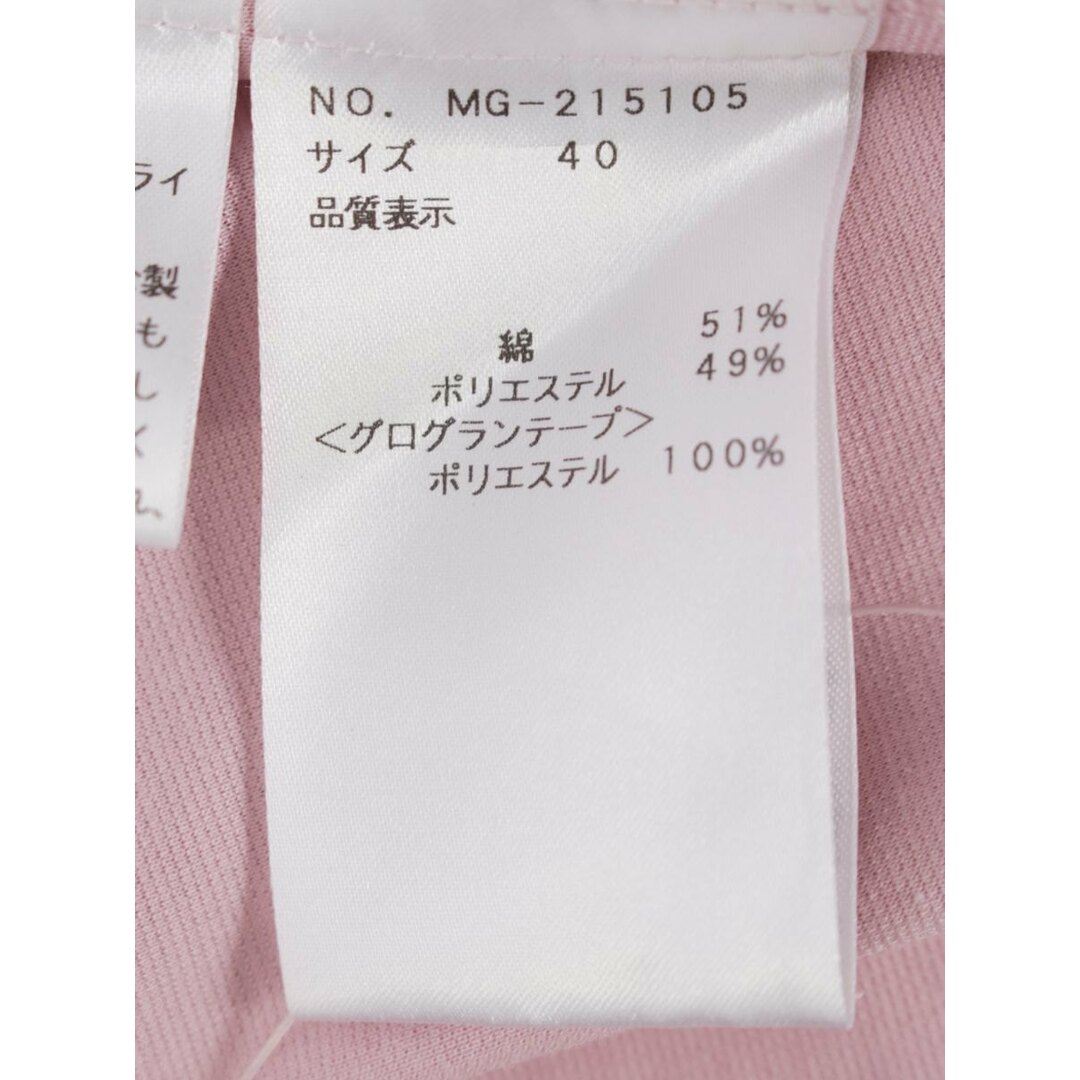 NO. MG-215105
サイズ 40
品質表示
綿 51%
ポリエステル 49%
<グログランテープ>
ポリエステル 100%
ライ
製
も
し
く